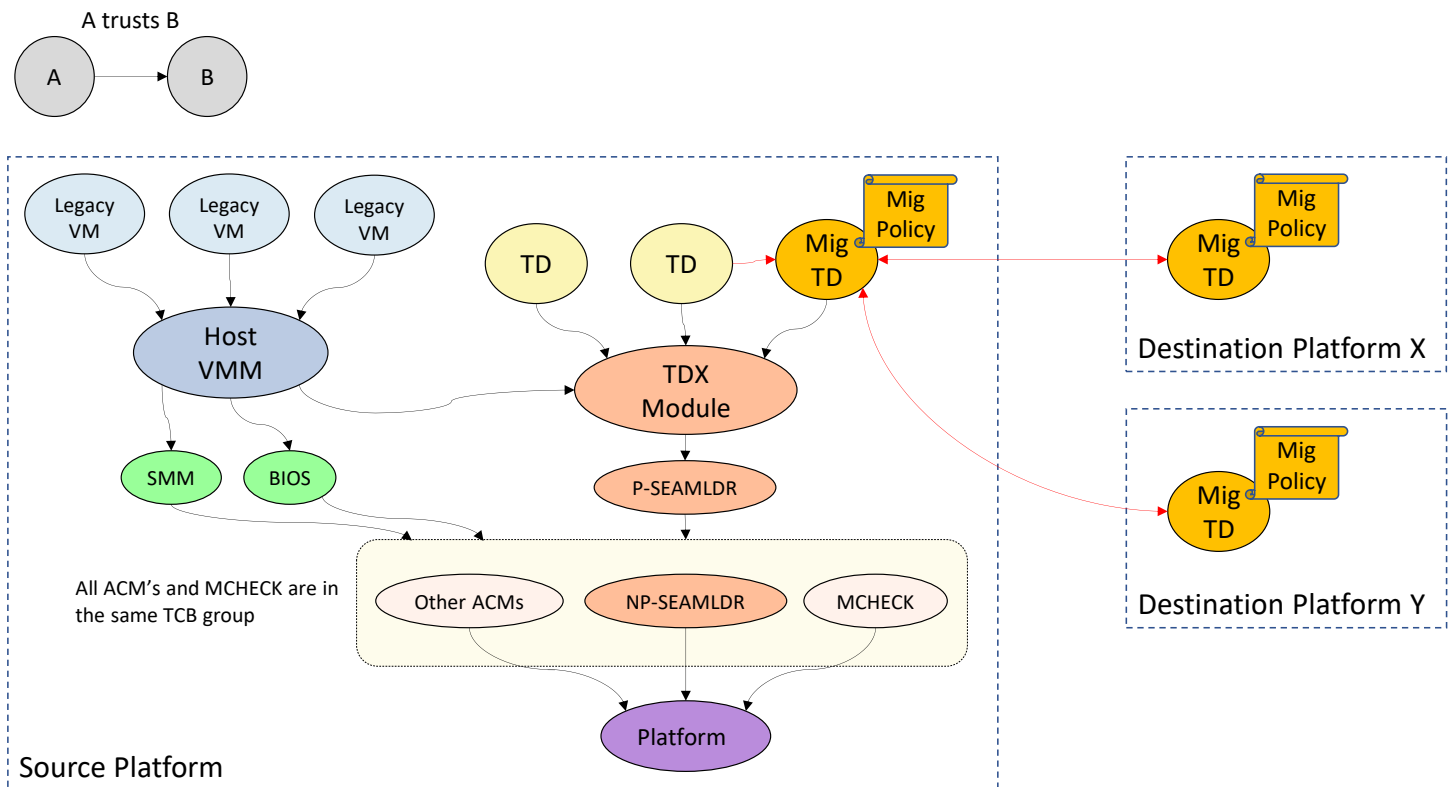 A trusts B
A
B
Legacy
VM
Legacy
VM
Legacy
VM
TD
TD
Mig
TD
Mig
Policy
Host
VMM
TDX
Module
SMM
BIOS
P-SEAMLDR
All ACM's and MCHECK are in
the same TCB group
Other ACMs
NP-SEAMLDR
MCHECK
Platform
Source Platform
Mig
TD
Mig
Policy
Destination Platform X
Mig
TD
Mig
Policy
Destination Platform Y